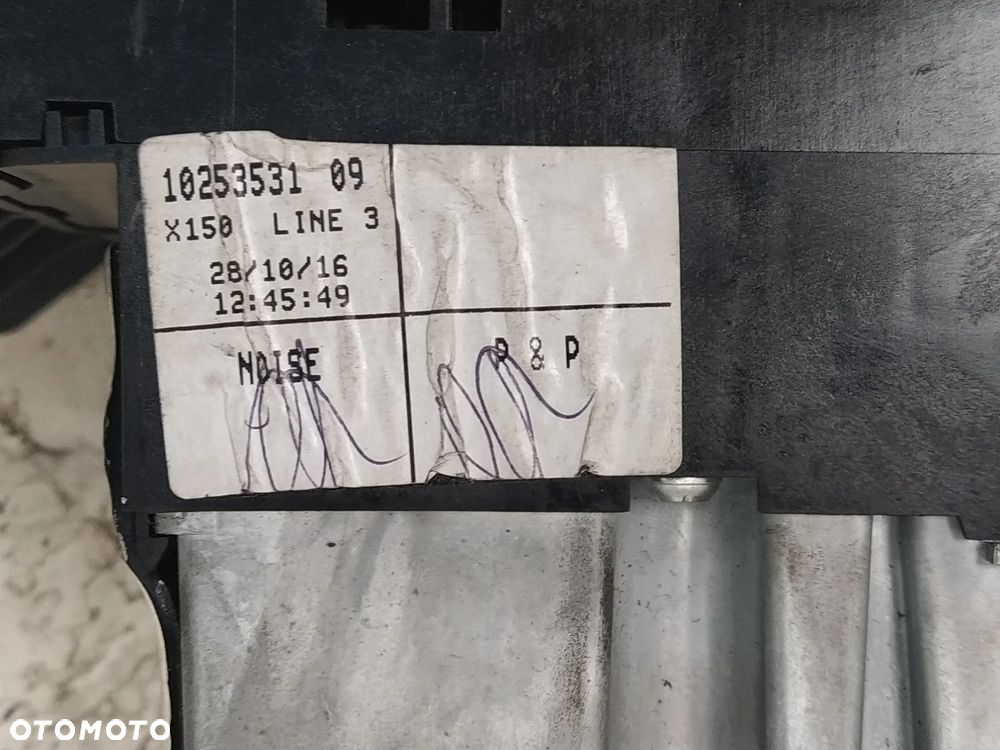 10253531 09
X150 LINE 3
28/10/16
12:45:49
NOISE
P & P
OTOMOTO